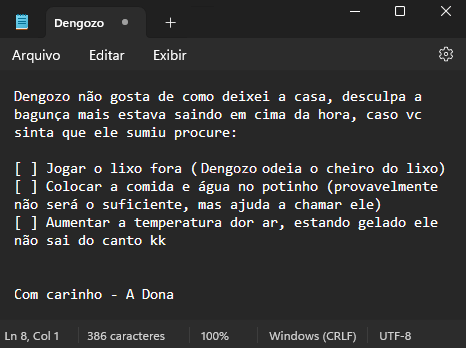 Dengozo
Arquivo Editar Exibir
Dengozo não gosta de como deixei a casa, desculpa a
bagunça mais estava saindo em cima da hora, caso vc
sinta que ele sumiu procure:
[ ] Jogar o lixo fora (Dengozo odeia o cheiro do lixo)
[ ] Colocar a comida e água no potinho (provavelmente
não será o suficiente, mas ajuda a chamar ele)
[ ] Aumentar a temperatura dor ar, estando gelado ele
não sai do canto kk
Com carinho - A Dona
Ln 8, Col 1 386 caracteres 100% Windows (CRLF) UTF-8